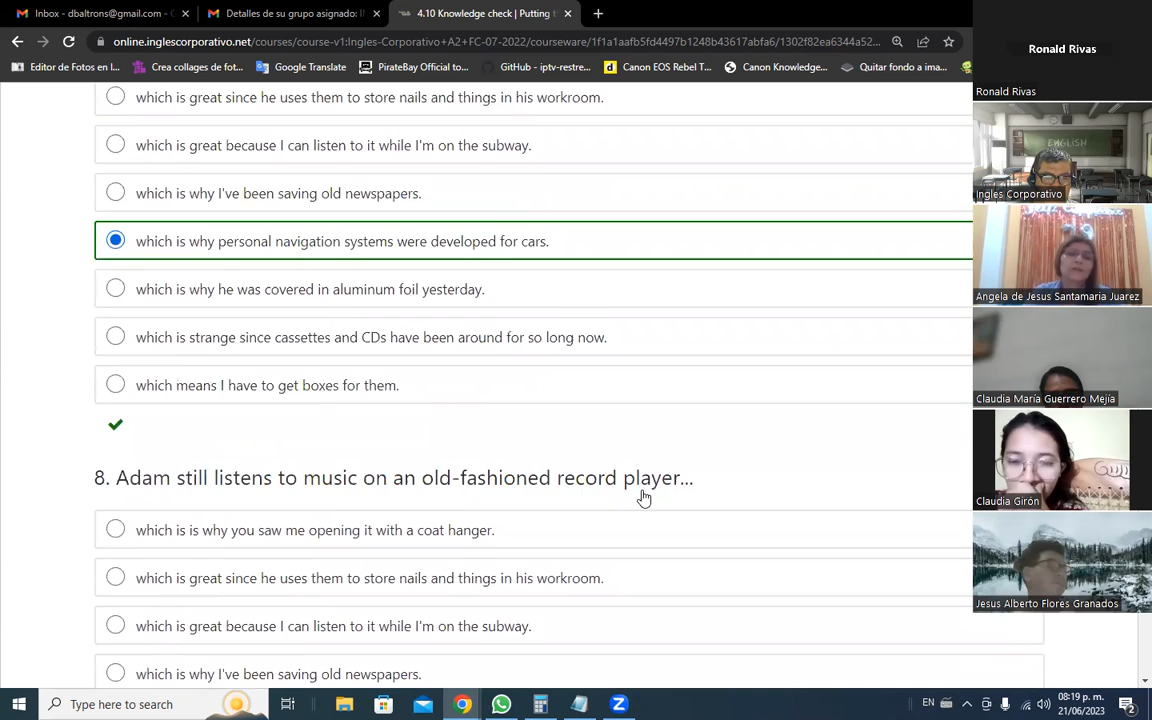 Inbox - dbaltrons@gmail.com -
Detalles de su grupo asignado: I
4.10 Knowledge check | Putting t
online.inglescorporativo.net/courses/course-v1:Ingles-Corporativo+A2+FC-07-2022/courseware/1f1a1aafb5fd4497b1248b43617abfa6/1302f82ea6344a52...
Editor de Fotos en l...
Crea collages de fot...
Google Translate
PirateBay Official to...
GitHub - iptv-restre...
Canon EOS Rebel T...
Canon Knowledge...
Quitar fondo a ima...
which is great since he uses them to store nails and things in his workroom.
which is great because I can listen to it while I'm on the subway.
which is why I've been saving old newspapers.
which is why personal navigation systems were developed for cars.
which is why he was covered in aluminum foil yesterday.
which is strange since cassettes and CDs have been around for so long now.
which means I have to get boxes for them.
8. Adam still listens to music on an old-fashioned record player...
which is is why you saw me opening it with a coat hanger.
which is great since he uses them to store nails and things in his workroom.
which is great because I can listen to it while I'm on the subway.
which is why I've been saving old newspapers.
Ronald Rivas
Ronald Rivas
ENGLISH
Ingles Corporativo
Angela de Jesus Santamaria Juarez
Claudia María Guerrero Mejía
Claudia Girón
Jesus Alberto Flores Granados
Type here to search
EN
08:19 p. m.
21/06/2023
2